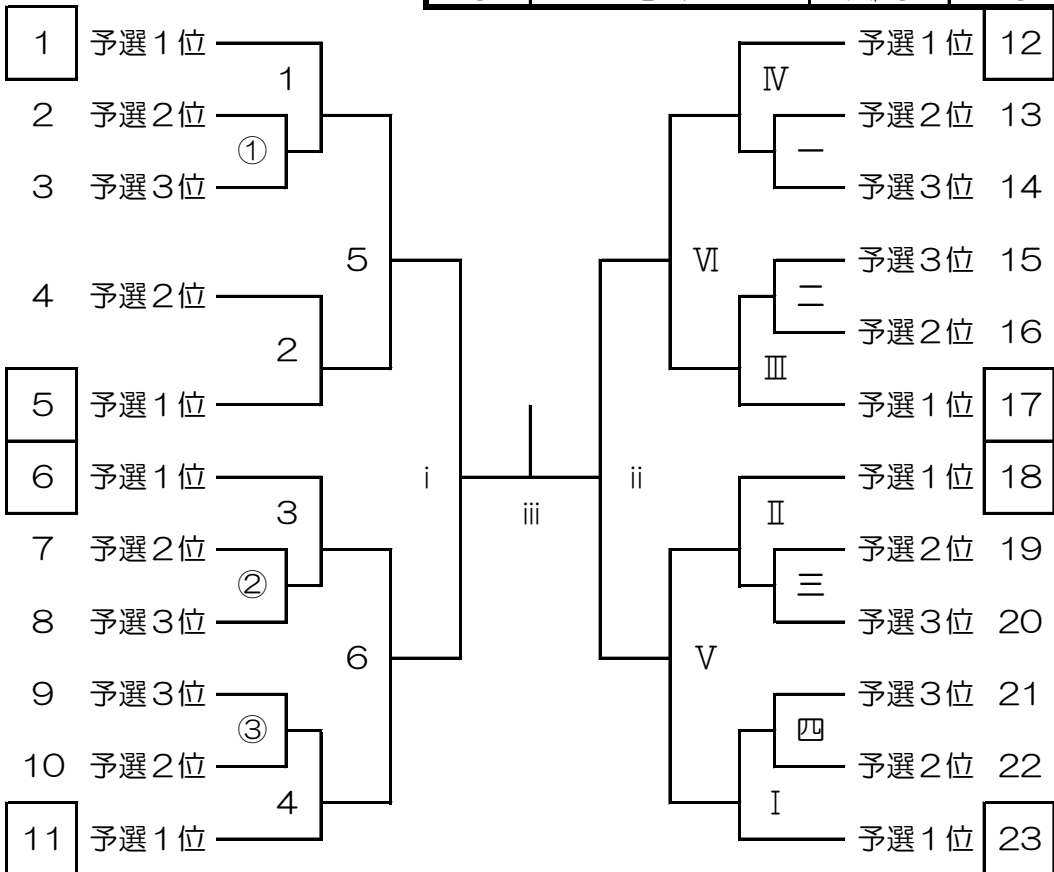 1 予選1位 1 Ⅳ 予選1位 12
2 予選2位 予選2位 13
① 一
3 予選3位 予選3位 14
5 Ⅵ 予選3位 15
4 予選2位 二
予選2位 16
2 Ⅲ
5 予選1位 予選1位 17
6 予選1位 ⅰ ⅱ 予選1位 18
3 ⅲ Ⅱ
7 予選2位 予選2位 19
② 三
8 予選3位 予選3位 20
6 Ⅴ
9 予選3位 予選3位 21
③ 四
10 予選2位 予選2位 22
4 Ⅰ
11 予選1位 予選1位 23